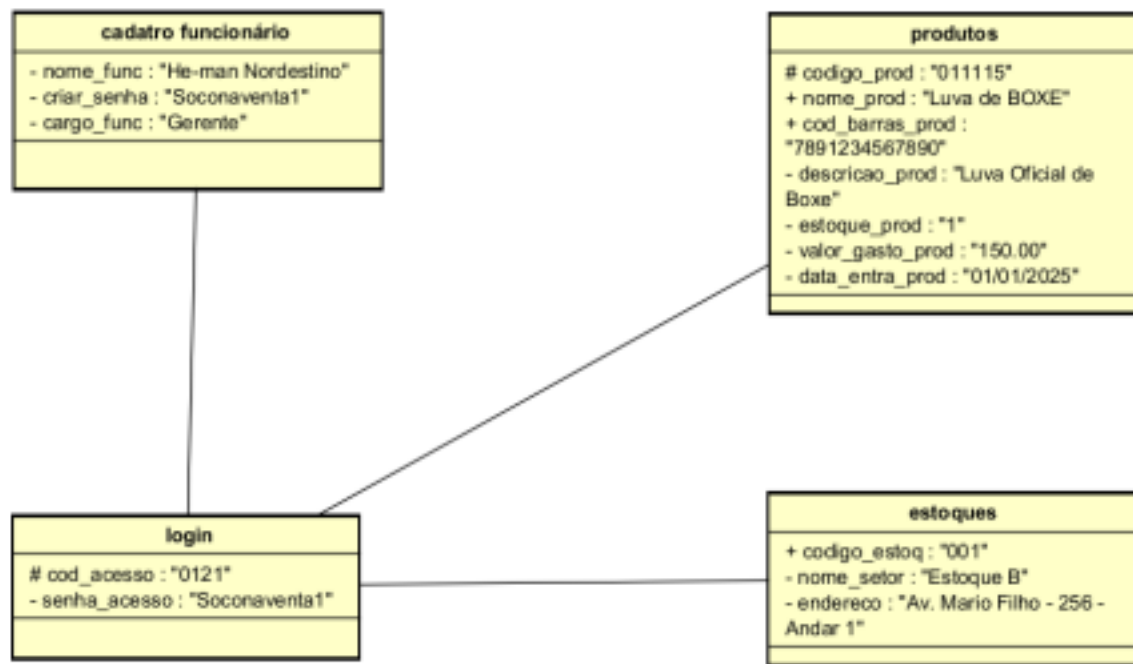 cadatro funcionário
- nome_func : "He-man Nordestino"
- criar_senha : "Soconaventa1"
- cargo_func : "Gerente"
produtos
# codigo_prod : "011115"
+ nome_prod : "Luva de BOXE"
+ cod_barras_prod :
"7891234567890"
- descricao_prod : "Luva Oficial de
Boxe"
- estoque_prod : "1"
- valor_gasto_prod : "150.00"
- data_entra_prod : "01/01/2025"
login
# cod_acesso : "0121"
- senha_acesso : "Soconaventa1"
estoques
+ codigo_estoq : "001"
- nome_setor : "Estoque B"
- endereco : "Av. Mario Filho - 256 -
Andar 1"